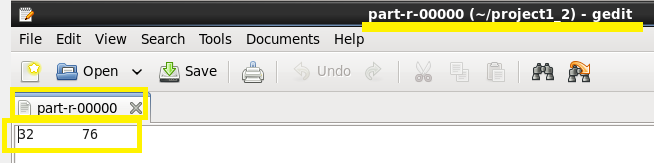 part-r-00000 (~/project1_2) - gedit
File Edit View Search Tools Documents Help
Open Save Undo
part-r-00000
32 76